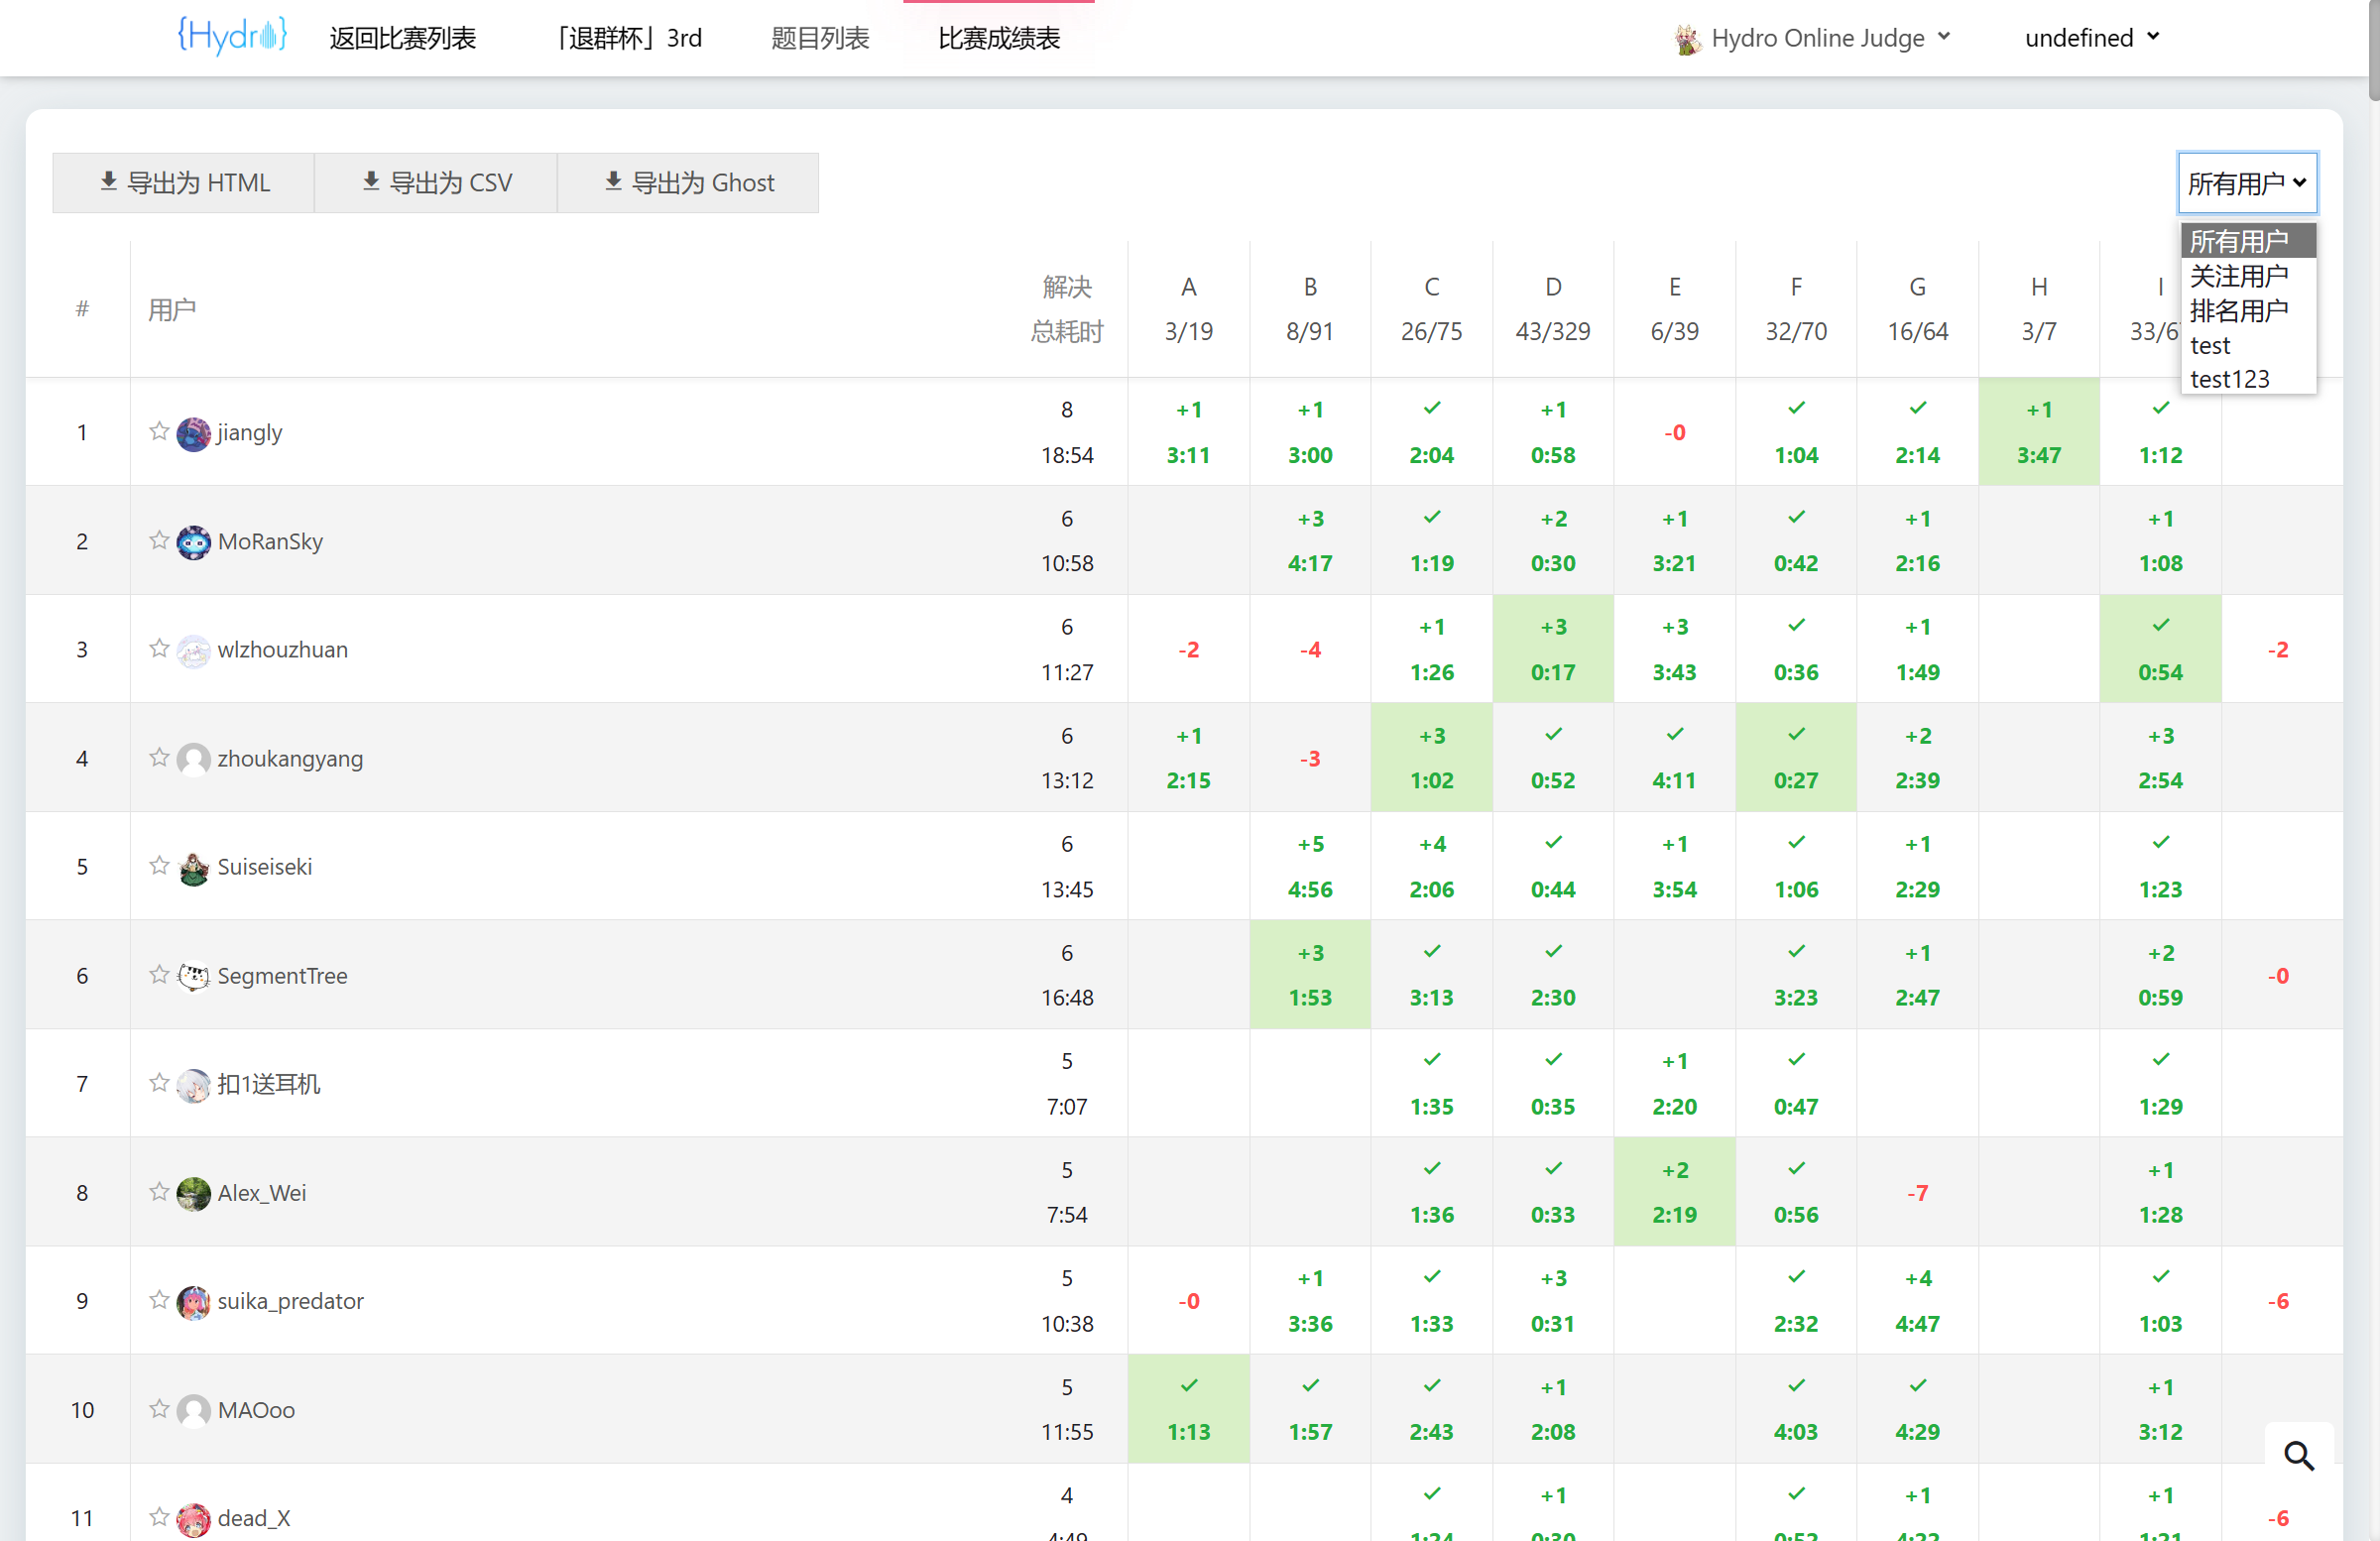 {Hydro} 返回比赛列表 「退群杯」3rd 题目列表 比赛成绩表 Hydro Online Judge undefined
导出为 HTML 导出为 CSV 导出为 Ghost 所有用户
所有用户
关注用户
排名用户
test
test123
# 用户 解决 A B C D E F G H I
总耗时 3/19 8/91 26/75 43/329 6/39 32/70 16/64 3/7 33/6
1 jiangly 8 +1 +1 ✓ +1 -0 ✓ ✓ +1 ✓
18:54 3:11 3:00 2:04 0:58 1:04 2:14 3:47 1:12
2 MoRanSky 6 +3 ✓ +2 +1 ✓ +1 +1
10:58 4:17 1:19 0:30 3:21 0:42 2:16 1:08
3 wlzhouzhuan 6 -2 -4 +1 +3 +3 ✓ +1 ✓ -2
11:27 1:26 0:17 3:43 0:36 1:49 0:54
4 zhoukangyang 6 +1 -3 +3 ✓ ✓ ✓ +2 +3
13:12 2:15 1:02 0:52 4:11 0:27 2:39 2:54
5 Suiseiseki 6 +5 +4 ✓ +1 ✓ +1 ✓
13:45 4:56 2:06 0:44 3:54 1:06 2:29 1:23
6 SegmentTree 6 +3 ✓ ✓ ✓ +1 +2 -0
16:48 1:53 3:13 2:30 3:23 2:47 0:59
7 扣1送耳机 5 ✓ ✓ +1 ✓ ✓
7:07 1:35 0:35 2:20 0:47 1:29
8 Alex_Wei 5 ✓ ✓ +2 ✓ -7 +1
7:54 1:36 0:33 2:19 0:56 1:28
9 suika_predator 5 -0 +1 ✓ +3 ✓ +4 ✓ -6
10:38 3:36 1:33 0:31 2:32 4:47 1:03
10 MAOoo 5 ✓ ✓ ✓ +1 ✓ ✓ +1
11:55 1:13 1:57 2:43 2:08 4:03 4:29 3:12
11 dead_X 4 ✓ +1 ✓ +1 +1 -6